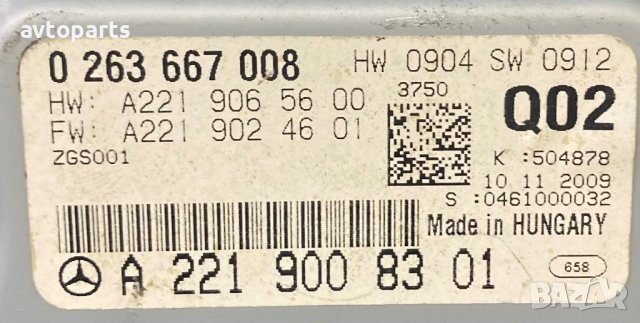 avtoparts
0 263 667 008 HW 0904 SW 0912
HW: A221 906 56 00 3750 Q02
FW: A221 902 46 01
ZGS001 K :504878
10 11 2009
S :0461000032
Made in HUNGARY
A 221 900 83 01 658
BAZAR
.bg